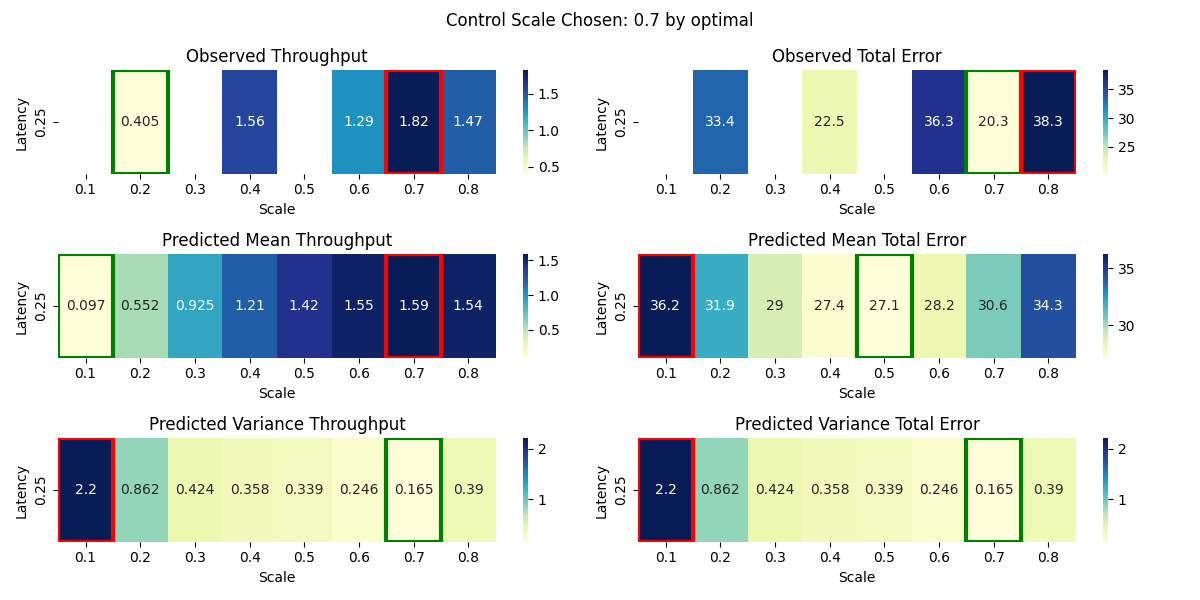 Control Scale Chosen: 0.7 by optimal
Observed Throughput
Latency
0.25
0.405 1.56 1.29 1.82 1.47
0.1 0.2 0.3 0.4 0.5 0.6 0.7 0.8
Scale
1.5
1.0
0.5
Observed Total Error
Latency
0.25
33.4 22.5 36.3 20.3 38.3
0.1 0.2 0.3 0.4 0.5 0.6 0.7 0.8
Scale
35
30
25
Predicted Mean Throughput
Latency
0.25
0.097 0.552 0.925 1.21 1.42 1.55 1.59 1.54
0.1 0.2 0.3 0.4 0.5 0.6 0.7 0.8
Scale
1.5
1.0
0.5
Predicted Mean Total Error
Latency
0.25
36.2 31.9 29 27.4 27.1 28.2 30.6 34.3
0.1 0.2 0.3 0.4 0.5 0.6 0.7 0.8
Scale
35
30
Predicted Variance Throughput
Latency
0.25
2.2 0.862 0.424 0.358 0.339 0.246 0.165 0.39
0.1 0.2 0.3 0.4 0.5 0.6 0.7 0.8
Scale
2
1
Predicted Variance Total Error
Latency
0.25
2.2 0.862 0.424 0.358 0.339 0.246 0.165 0.39
0.1 0.2 0.3 0.4 0.5 0.6 0.7 0.8
Scale
2
1